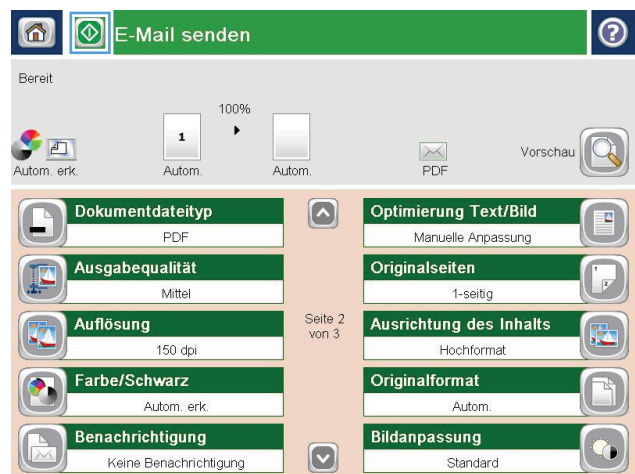 E-Mail senden
Bereit
100%
1
Autom. erk.
Autom.
Autom.
PDF
Vorschau
Dokumentdateityp
PDF
Ausgabequalität
Mittel
Auflösung
150 dpi
Farbe/Schwarz
Autom. erk.
Benachrichtigung
Keine Benachrichtigung
Seite 2
von 3
Optimierung Text/Bild
Manuelle Anpassung
Originalseiten
1-seitig
Ausrichtung des Inhalts
Hochformat
Originalformat
Autom.
Bildanpassung
Standard